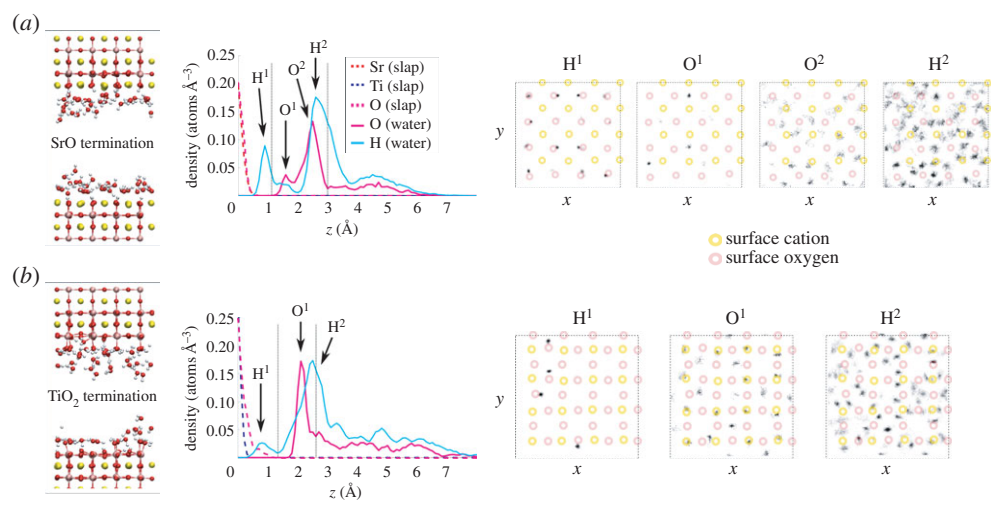 (a)
SrO termination
density (atoms Å–3)
0.25
0.20
0.15
0.10
0.05
0 1 2 3 4 5 6 7
z (Å)
H1
O1
O2
H2
Sr (slap)
Ti (slap)
O (slap)
O (water)
H (water)
H1 O1 O2 H2
y
x x x x
surface cation
surface oxygen
(b)
TiO2 termination
density (atoms Å–3)
0.25
0.20
0.15
0.10
0.05
0 1 2 3 4 5 6 7
z (Å)
H1
O1
H2
H1 O1 H2
y
x x x